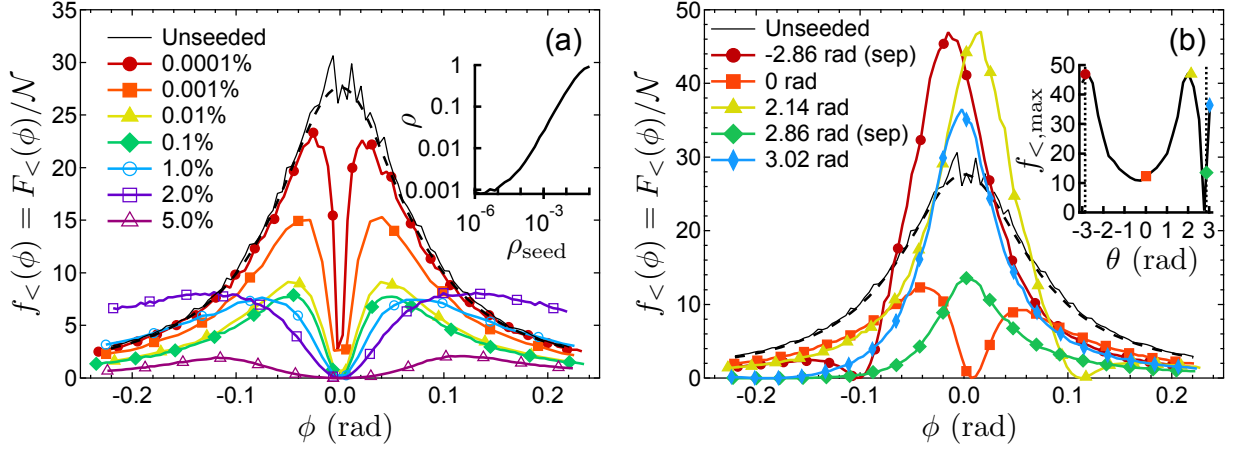 (a)
Unseeded
0.0001%
0.001%
0.01%
0.1%
1.0%
2.0%
5.0%
35
30
25
20
15
10
5
0
f<(ϕ) = F<(ϕ)/𝒩
-0.2 -0.1 0.0 0.1 0.2
ϕ (rad)
1
0.1
0.01
0.001
ρ
10^-6 10^-3
ρ_seed
(b)
Unseeded
-2.86 rad (sep)
0 rad
2.14 rad
2.86 rad (sep)
3.02 rad
50
40
30
20
10
0
f<(ϕ) = F<(ϕ)/𝒩
-0.2 -0.1 0.0 0.1 0.2
ϕ (rad)
50
40
30
20
10
0
f<,max
-3 -2 -1 0 1 2 3
θ (rad)